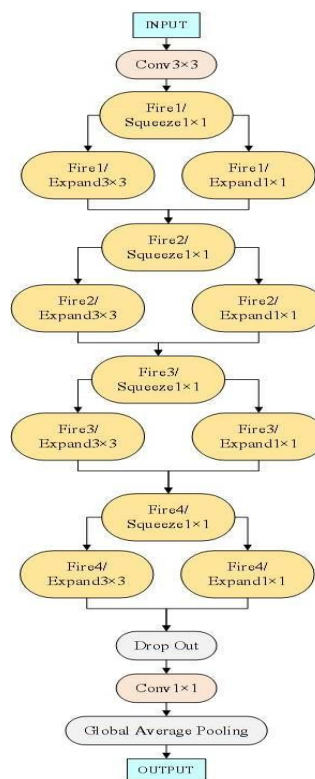 INPUT
Conv3×3
Fire1/
Squeeze1×1
Fire1/
Expand3×3
Fire1/
Expand1×1
Fire2/
Squeeze1×1
Fire2/
Expand3×3
Fire2/
Expand1×1
Fire3/
Squeeze1×1
Fire3/
Expand3×3
Fire3/
Expand1×1
Fire4/
Squeeze1×1
Fire4/
Expand3×3
Fire4/
Expand1×1
Drop Out
Conv1×1
Global Average Pooling
OUTPUT